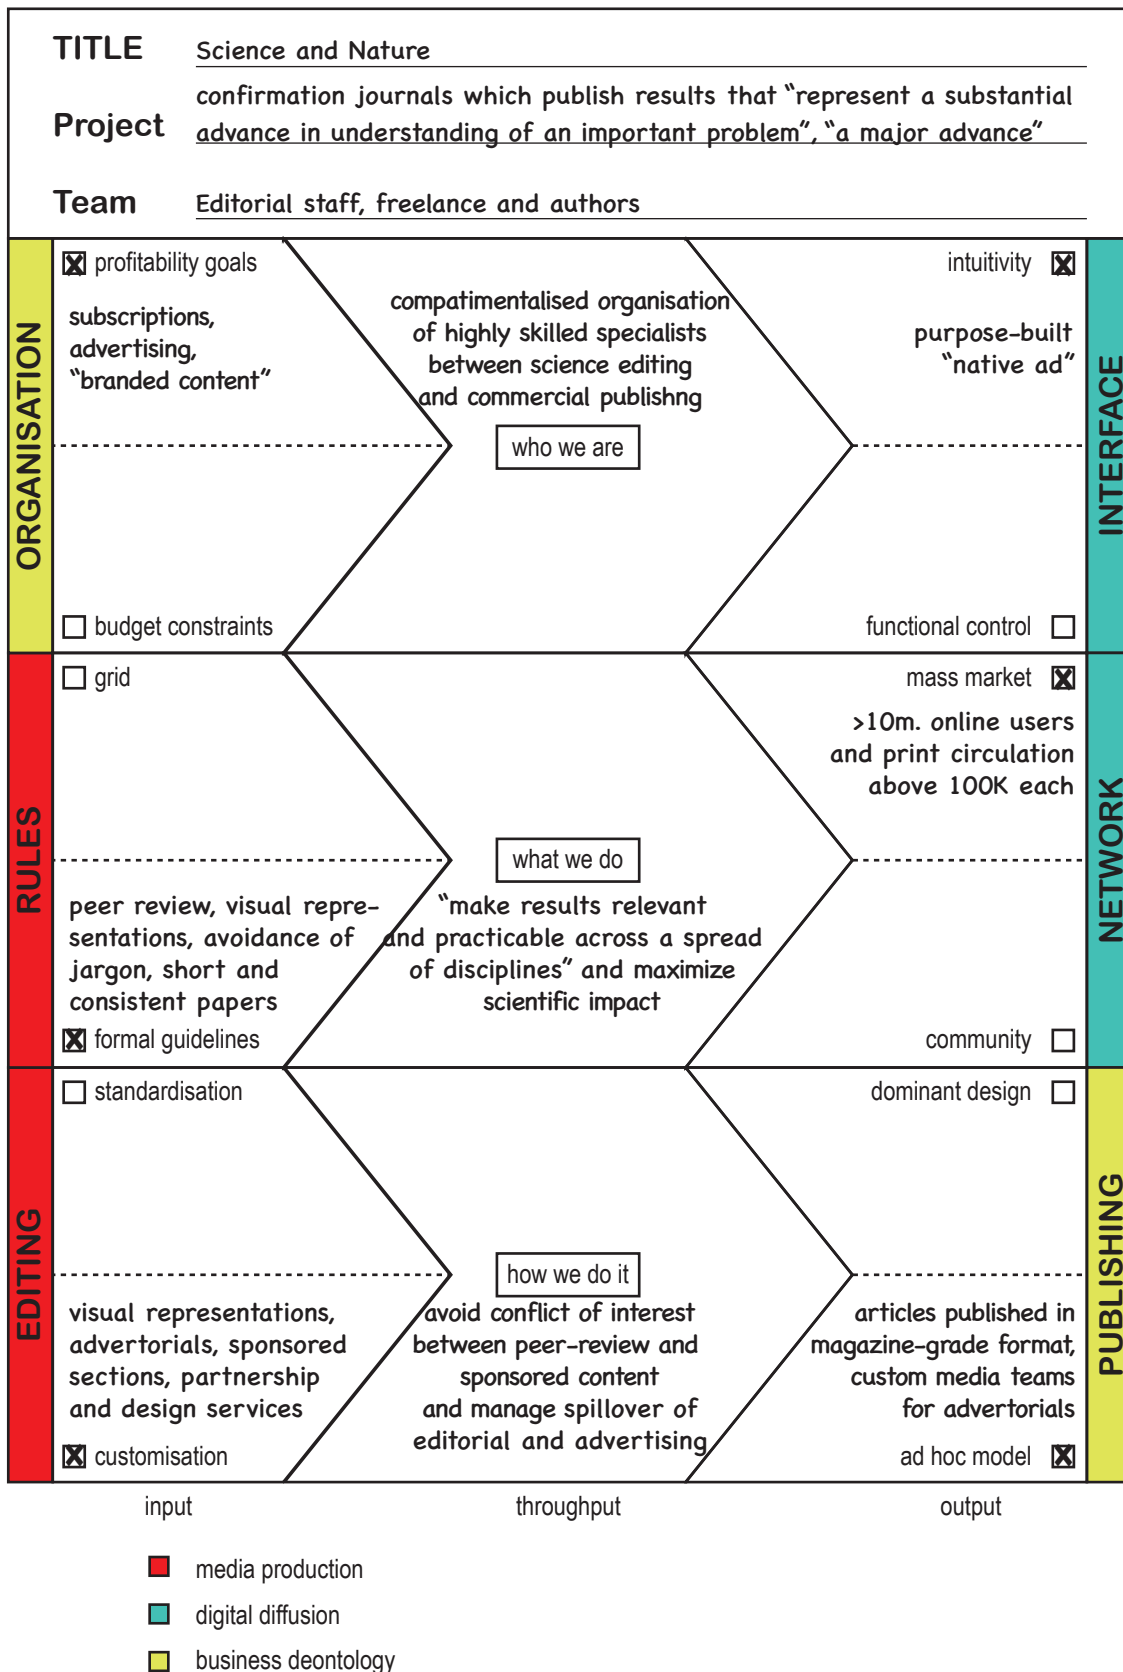 TITLE
Science and Nature
Project
confirmation journals which publish results that “represent a substantial
advance in understanding of an important problem”, “a major advance”
Team
Editorial staff, freelance and authors
ORGANISATION
profitability goals
subscriptions,
advertising,
“branded content”
budget constraints
compatimentalised organisation
of highly skilled specialists
between science editing
and commercial publishng
who we are
intuitivity
purpose-built
“native ad”
functional control
INTERFACE
RULES
grid
peer review, visual repre-
sentations, avoidance of
jargon, short and
consistent papers
formal guidelines
what we do
“make results relevant
and practicable across a spread
of disciplines” and maximize
scientific impact
mass market
>10m. online users
and print circulation
above 100K each
community
NETWORK
EDITING
standardisation
visual representations,
advertorials, sponsored
sections, partnership
and design services
customisation
how we do it
avoid conflict of interest
between peer-review and
sponsored content
and manage spillover of
editorial and advertising
dominant design
articles published in
magazine-grade format,
custom media teams
for advertorials
ad hoc model
PUBLISHING
input
throughput
output
media production
digital diffusion
business deontology